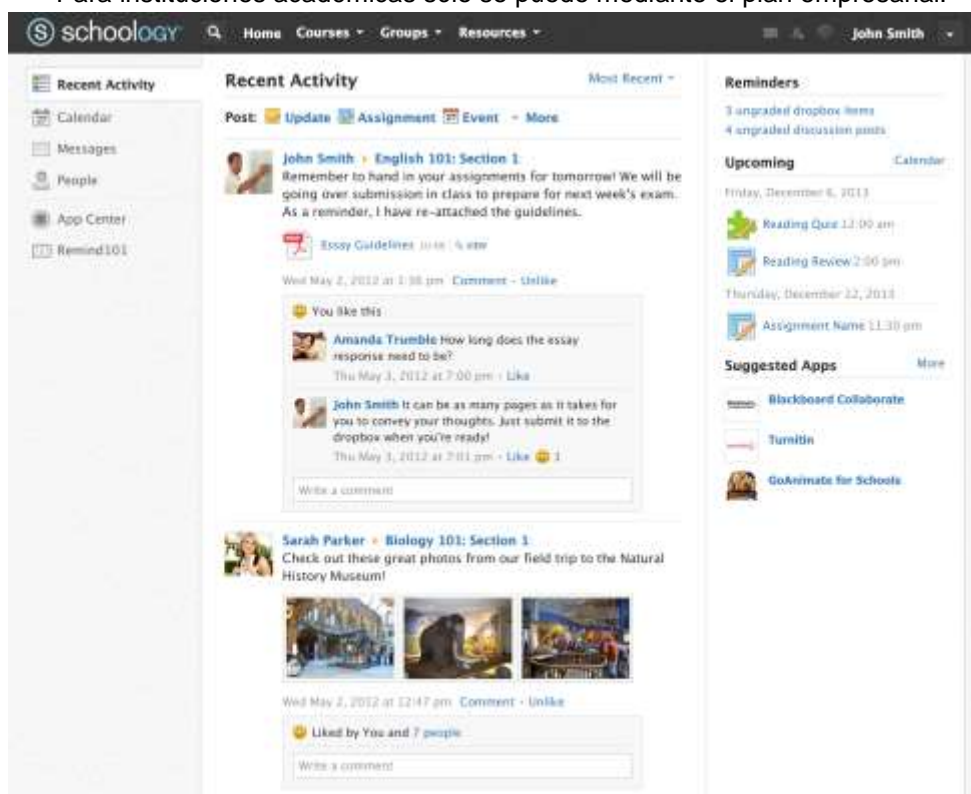 Para instituciones académicas solo se puede mediante el plan empresarial.
S schoology
Home Courses Groups Resources
John Smith
Recent Activity
Calendar
Messages
People
App Center
Remind101
Recent Activity
Most Recent
Post: Update Assignment Event More
John Smith English 101: Section 1
Remember to hand in your assignments for tomorrow! We will be
going over submission in class to prepare for next week's exam.
As a reminder, I have re-attached the guidelines.
Essay Guidelines
Wed May 2, 2012 at 1:38 pm Comment · Unlike
You like this
Amanda Trumble How long does the essay
response need to be?
Thu May 3, 2012 at 7:00 pm · Like
John Smith It can be as many pages as it takes for
you to convey your thoughts. Just submit it to the
dropbox when you're ready!
Thu May 3, 2012 at 7:01 pm · Like 1
Write a comment
Sarah Parker Biology 101: Section 1
Check out these great photos from our field trip to the Natural
History Museum!
Wed May 2, 2012 at 12:47 pm Comment · Unlike
Liked by You and 7 people
Write a comment
Reminders
3 ungraded dropbox items
4 ungraded discussion posts
Upcoming
Calendar
Friday, December 6, 2013
Reading Quiz 12:00 am
Reading Review 2:00 pm
Thursday, December 12, 2013
Assignment Name 11:30 pm
Suggested Apps
More
Blackboard Collaborate
Turnitin
GoAnimate for Schools